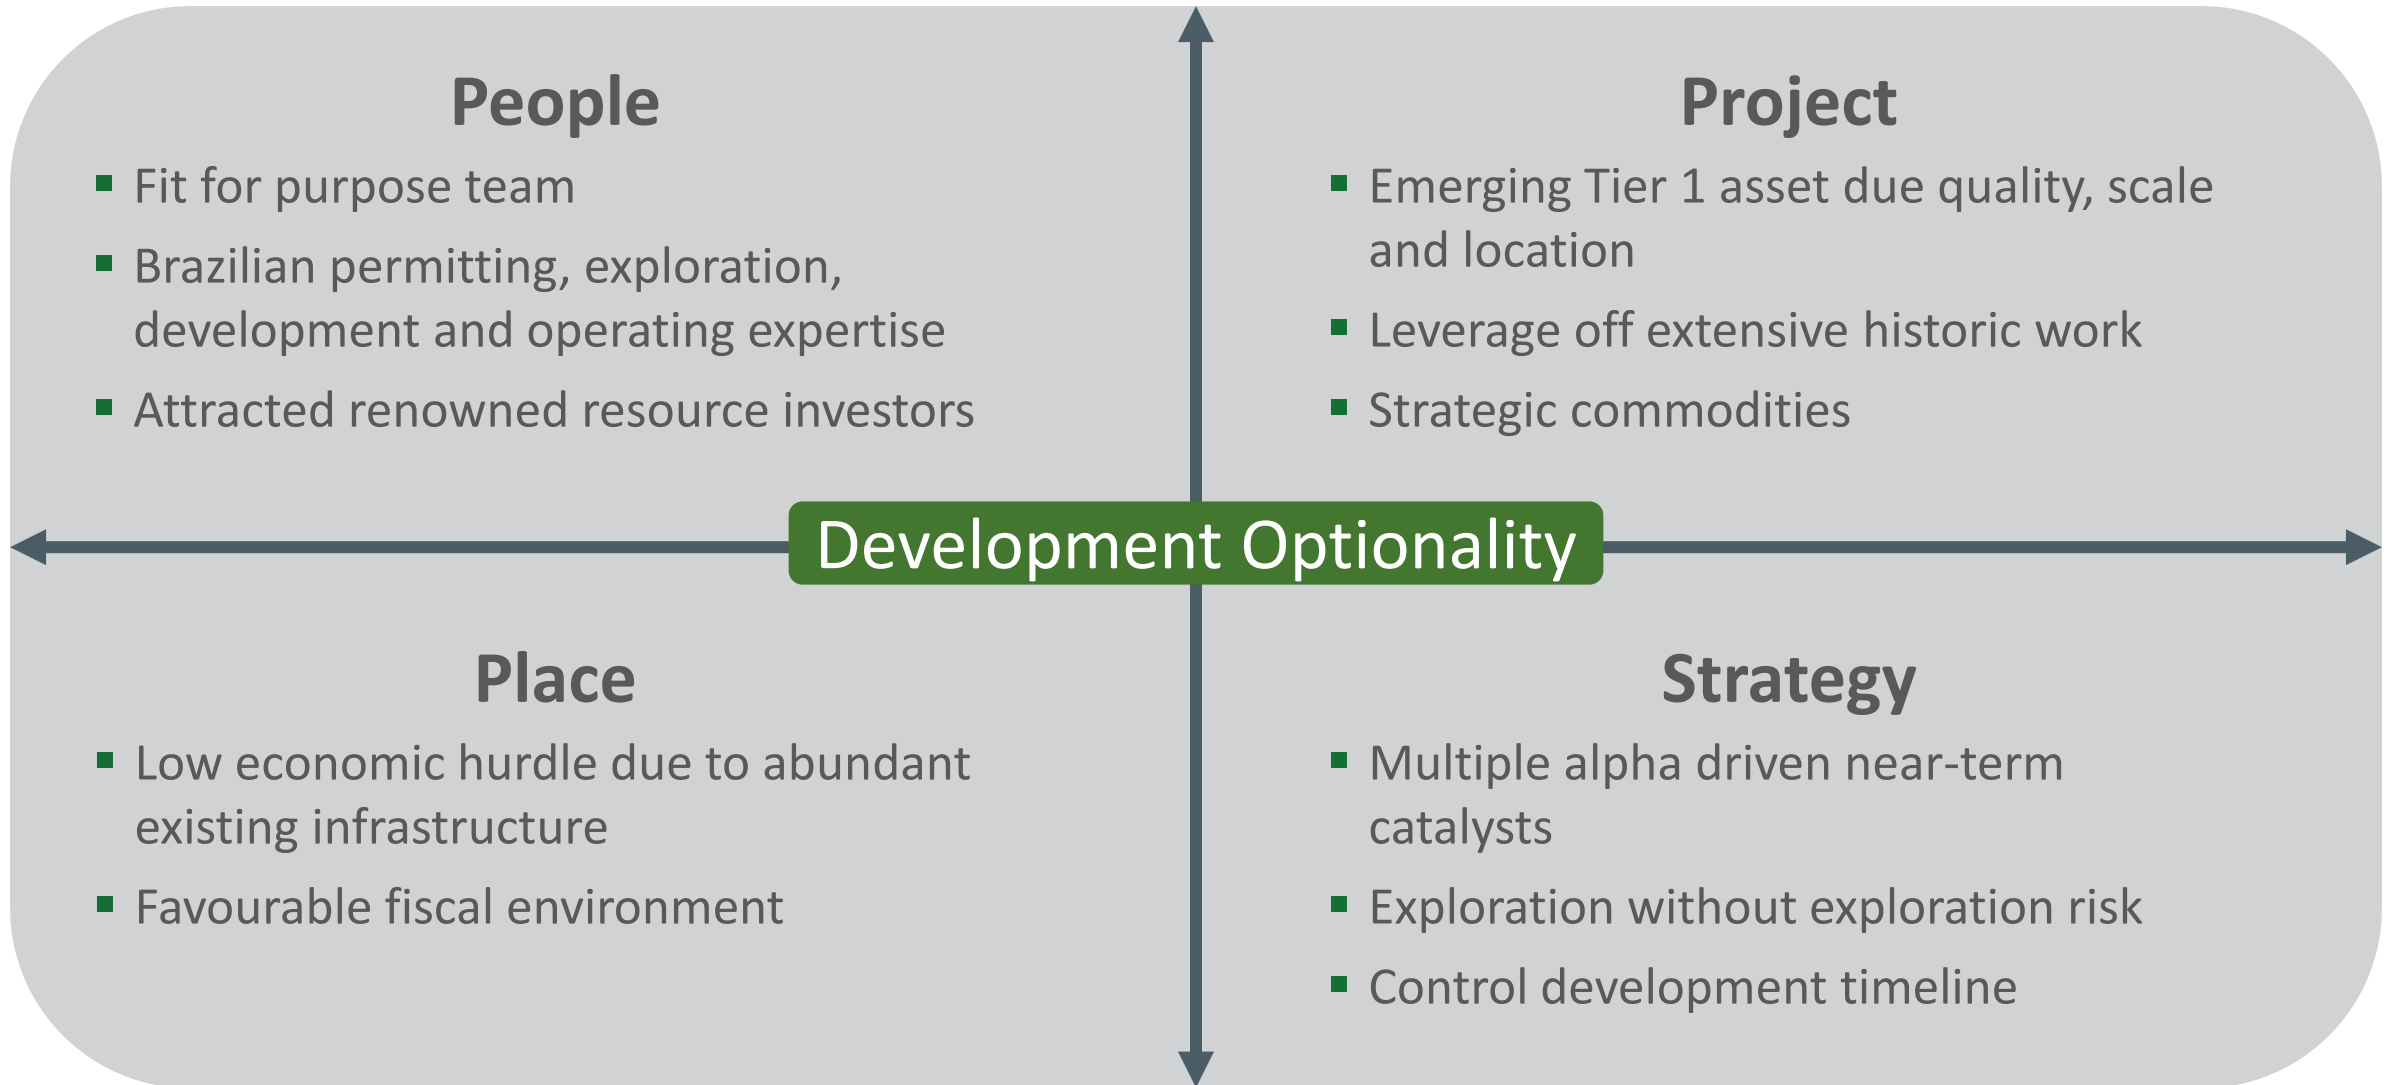 People
Fit for purpose team
Brazilian permitting, exploration,
development and operating expertise
Attracted renowned resource investors
Project
Emerging Tier 1 asset due quality, scale
and location
Leverage off extensive historic work
Strategic commodities
Development Optionality
Place
Low economic hurdle due to abundant
existing infrastructure
Favourable fiscal environment
Strategy
Multiple alpha driven near-term
catalysts
Exploration without exploration risk
Control development timeline